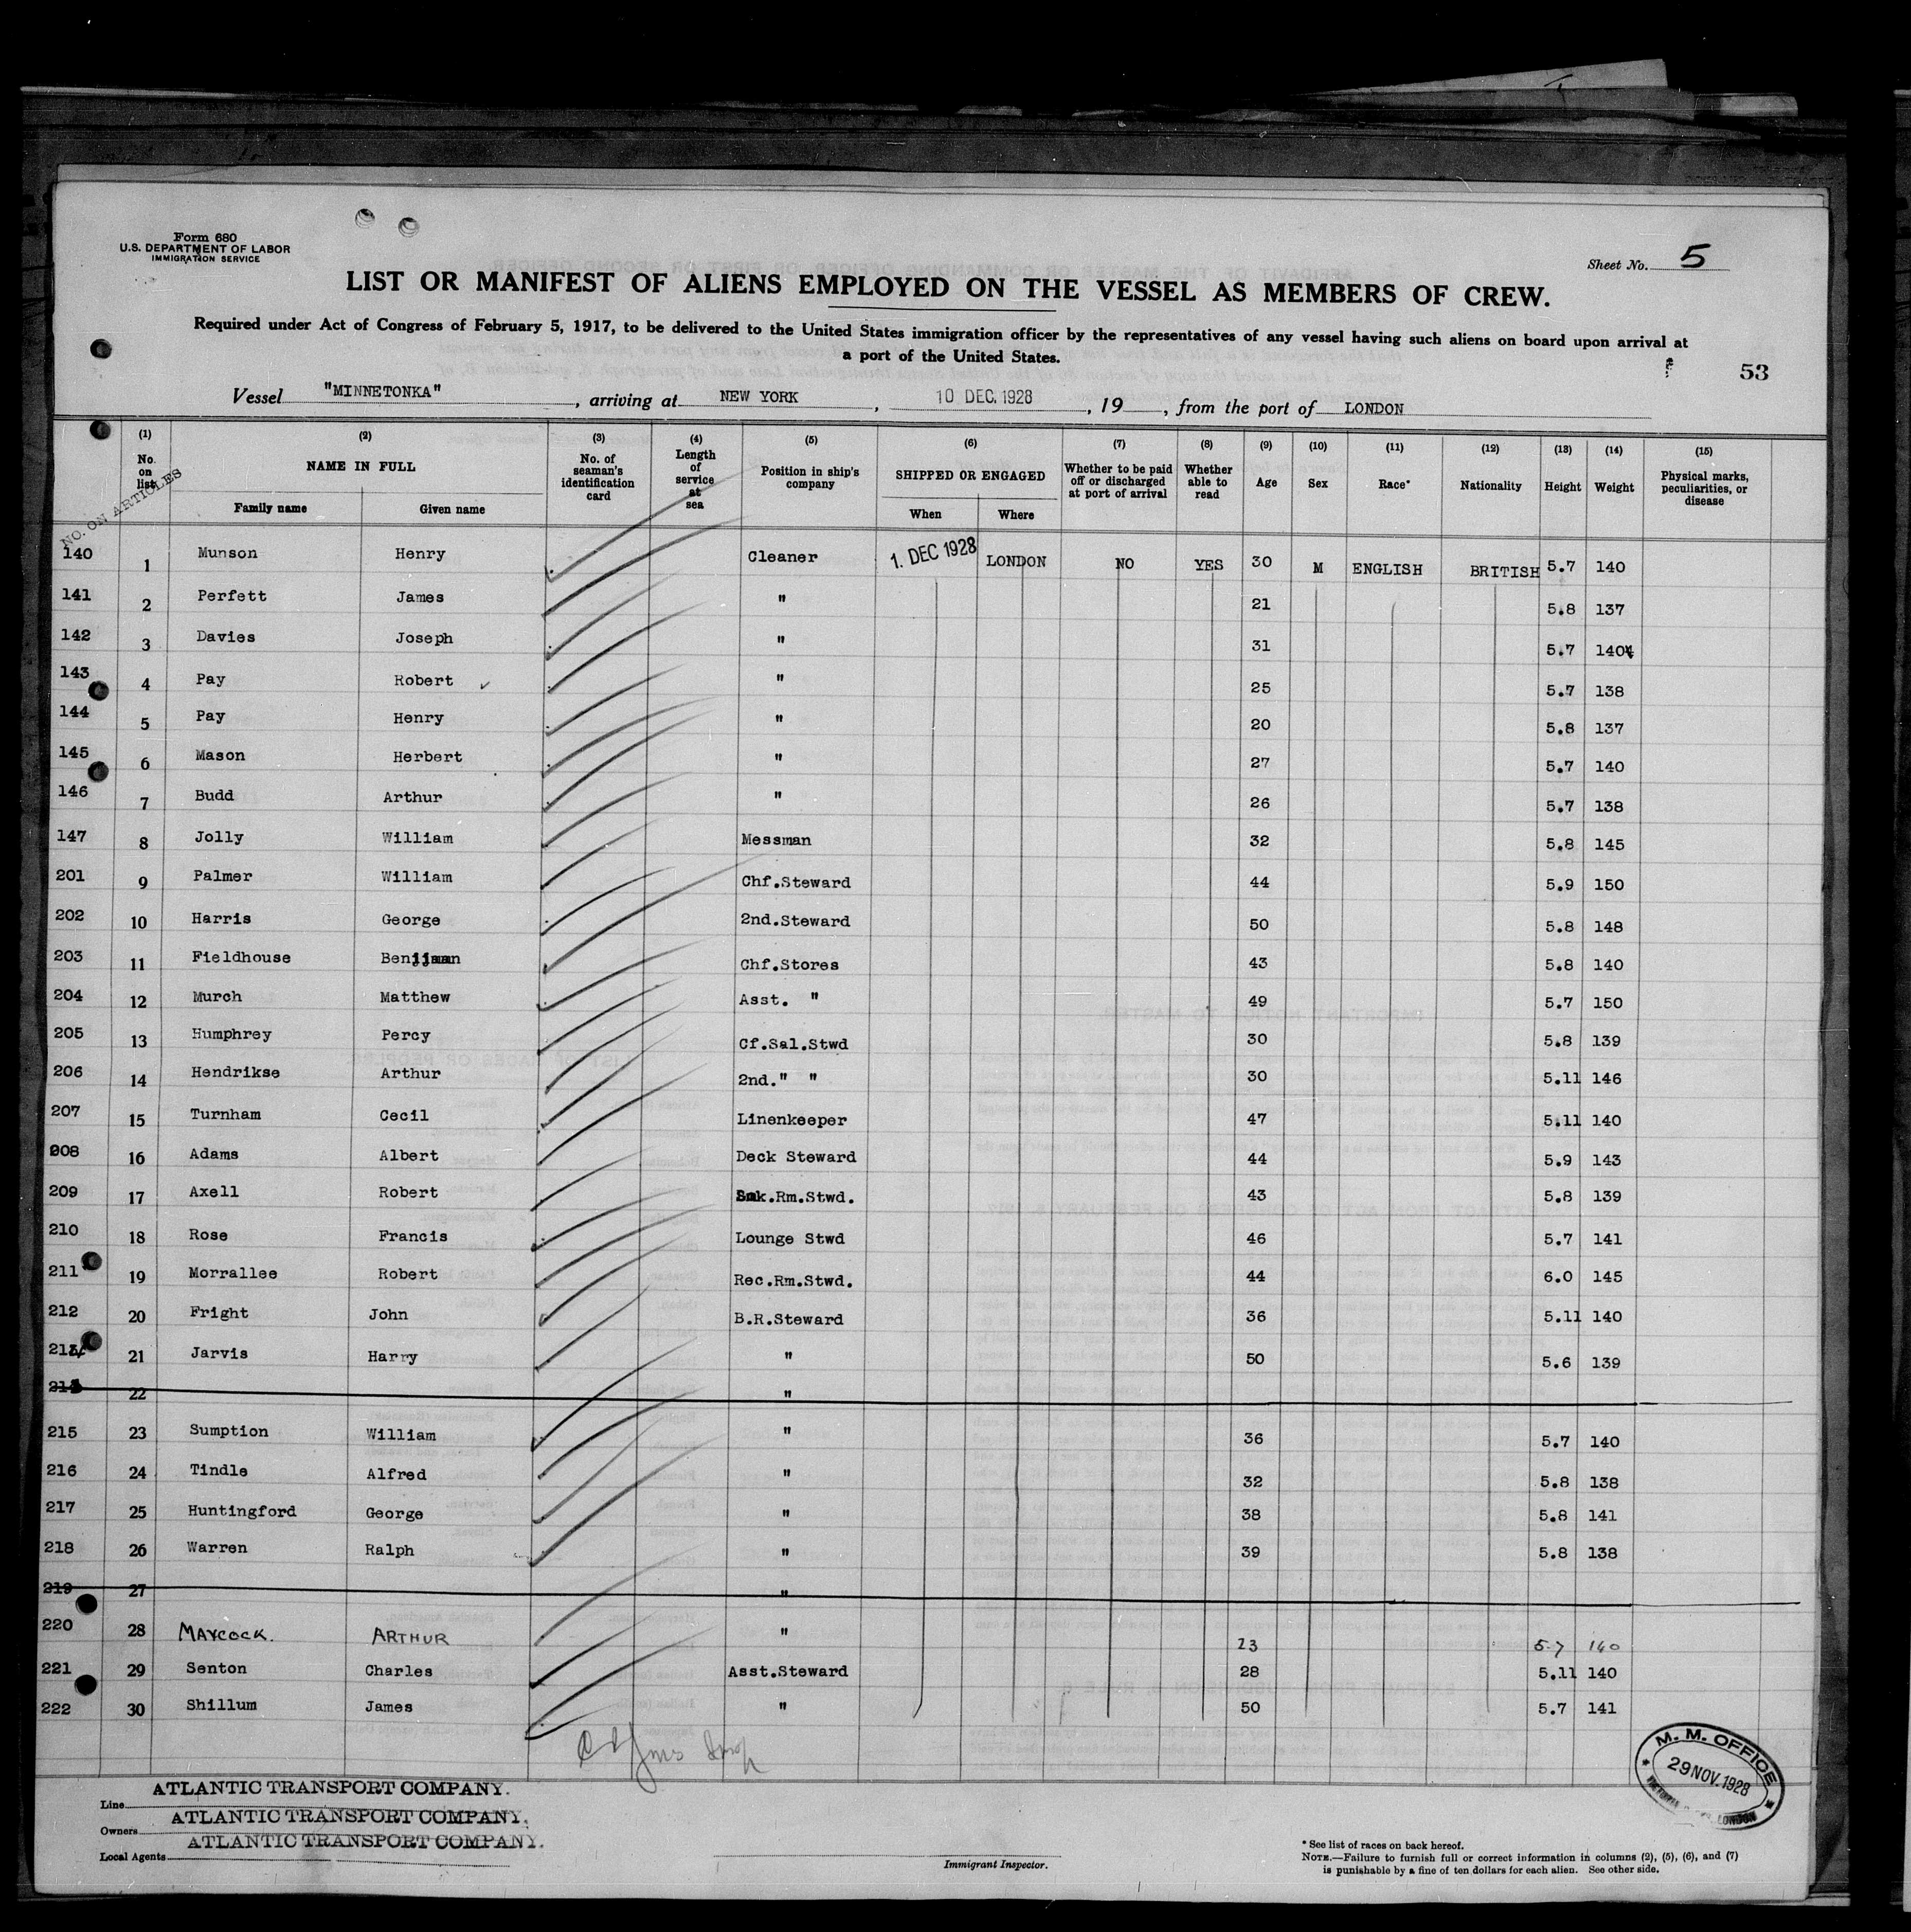 Form 680
U.S. DEPARTMENT OF LABOR
IMMIGRATION SERVICE
Sheet No. 5
LIST OR MANIFEST OF ALIENS EMPLOYED ON THE VESSEL AS MEMBERS OF CREW.
Required under Act of Congress of February 5, 1917, to be delivered to the United States immigration officer by the representatives of any vessel having such aliens on board upon arrival at
a port of the United States.
53
Vessel "MINNETONKA", arriving at NEW YORK, 10 DEC. 1928, 19, from the port of LONDON
(1) (2) (3) (4) (5) (6) (7) (8) (9) (10) (11) (12) (13) (14) (15)
No. on list NAME IN FULL No. of seaman's identification card Length of service at sea Position in ship's company SHIPPED OR ENGAGED Whether to be paid off or discharged at port of arrival Whether able to read Age Sex Race* Nationality Height Weight Physical marks, peculiarities, or disease
NO. ON ARTICLES Family name Given name When Where
140 1 Munson Henry Cleaner 1. DEC 1928 LONDON NO YES 30 M ENGLISH BRITISH 5.7 140
141 2 Perfett James " 21 5.8 137
142 3 Davies Joseph " 31 5.7 140
143 4 Pay Robert " 25 5.7 138
144 5 Pay Henry " 20 5.8 137
145 6 Mason Herbert " 27 5.7 140
146 7 Budd Arthur " 26 5.7 138
147 8 Jolly William Messman 32 5.8 145
201 9 Palmer William Chf.Steward 44 5.9 150
202 10 Harris George 2nd.Steward 50 5.8 148
203 11 Fieldhouse Chf.Stores 43 5.8 140
204 12 Murch Matthew Asst. " 49 5.7 150
205 13 Humphrey Percy Cf.Sal.Stwd 30 5.8 139
206 14 Hendrikse Arthur 2nd." " 30 5.11 146
207 15 Turnham Cecil Linenkeeper 47 5.11 140
208 16 Adams Albert Deck Steward 44 5.9 143
209 17 Axell Robert Smk.Rm.Stwd. 43 5.8 139
210 18 Rose Francis Lounge Stwd 46 5.7 141
211 19 Morrallee Robert Rec.Rm.Stwd. 44 6.0 145
212 20 Fright John B.R.Steward 36 5.11 140
21 Jarvis Harry " 50 5.6 139
22 "
215 23 Sumption William " 36 5.7 140
216 24 Tindle Alfred " 32 5.8 138
217 25 Huntingford George " 38 5.8 141
218 26 Warren Ralph " 39 5.8 138
219 27 "
220 28 MAYCOCK. ARTHUR " 23 5.7 140
221 29 Senton Charles Asst.Steward 28 5.11 140
222 30 Shillum James " 50 5.7 141
M. M. OFFICE
29 NOV. 1928
LONDON
Line ATLANTIC TRANSPORT COMPANY.
Owners ATLANTIC TRANSPORT COMPANY.
Local Agents ATLANTIC TRANSPORT COMPANY.
Immigrant Inspector.
* See list of races on back hereof.
NOTE.—Failure to furnish full or correct information in columns (2), (5), (6), and (7)
is punishable by a fine of ten dollars for each alien. See other side.